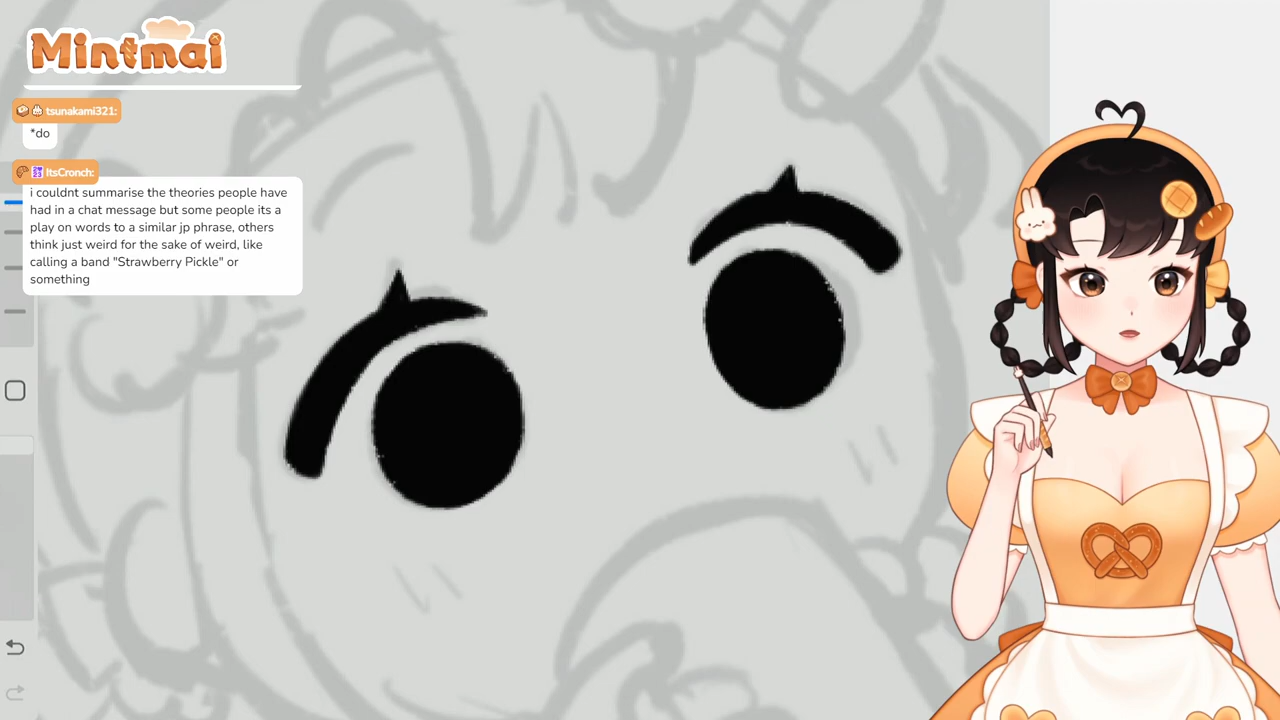 Mintmai
tsunakami321:
*do
ItsCronch:
i couldnt summarise the theories people have
had in a chat message but some people its a
play on words to a similar jp phrase, others
think just weird for the sake of weird, like
calling a band "Strawberry Pickle" or
something